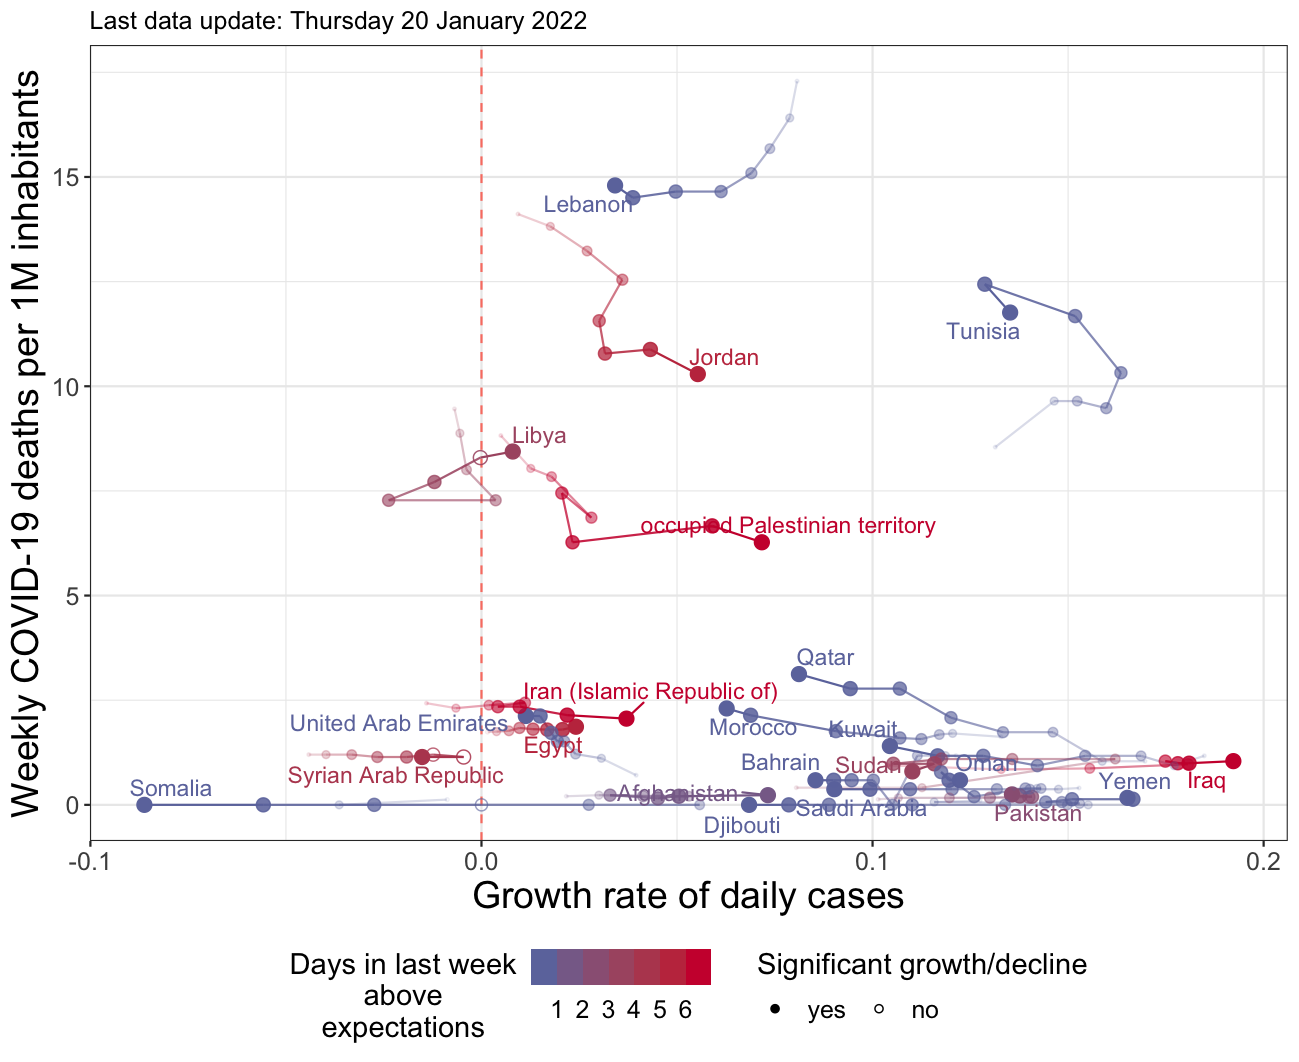 Last data update: Thursday 20 January 2022
Weekly COVID-19 deaths per 1M inhabitants
15
10
5
0
Lebanon
Tunisia
Jordan
Libya
occupied Palestinian territory
Qatar
Iran (Islamic Republic of)
United Arab Emirates
Morocco
Kuwait
Egypt
Bahrain
Sudan
Oman
Syrian Arab Republic
Yemen
Iraq
Somalia
Afghanistan
Saudi Arabia
Pakistan
Djibouti
-0.1
0.0
0.1
0.2
Growth rate of daily cases
Days in last week
above
expectations
1 2 3 4 5 6
Significant growth/decline
yes
no